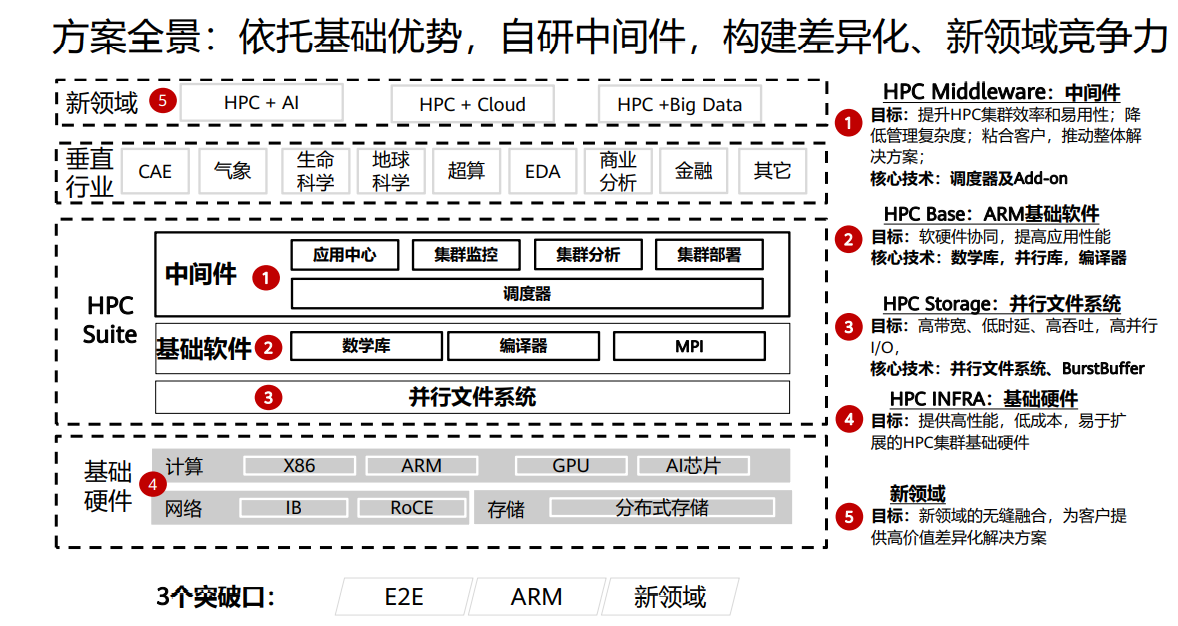 方案全景：依托基础优势，自研中间件，构建差异化、新领域竞争力
新领域 5 HPC + AI HPC + Cloud HPC +Big Data
垂直
行业
CAE
气象
生命
科学
地球
科学
超算
EDA
商业
分析
金融
其它
HPC
Suite
中间件 1
应用中心 集群监控 集群分析 集群部署
调度器
基础软件 2 数学库 编译器 MPI
3 并行文件系统
基础
硬件
4
计算 X86 ARM GPU AI芯片
网络 IB RoCE 存储 分布式存储
HPC Middleware：中间件
1
目标：提升HPC集群效率和易用性；降
低管理复杂度；粘合客户，推动整体解
决方案；
核心技术：调度器及Add-on
HPC Base：ARM基础软件
2
目标：软硬件协同，提高应用性能
核心技术：数学库，并行库，编译器
HPC Storage：并行文件系统
3
目标：高带宽、低时延、高吞吐，高并行
I/O，
核心技术：并行文件系统、BurstBuffer
HPC INFRA：基础硬件
4
目标：提供高性能，低成本，易于扩
展的HPC集群基础硬件
新领域
5
目标：新领域的无缝融合，为客户提
供高价值差异化解决方案
3个突破口： E2E ARM 新领域